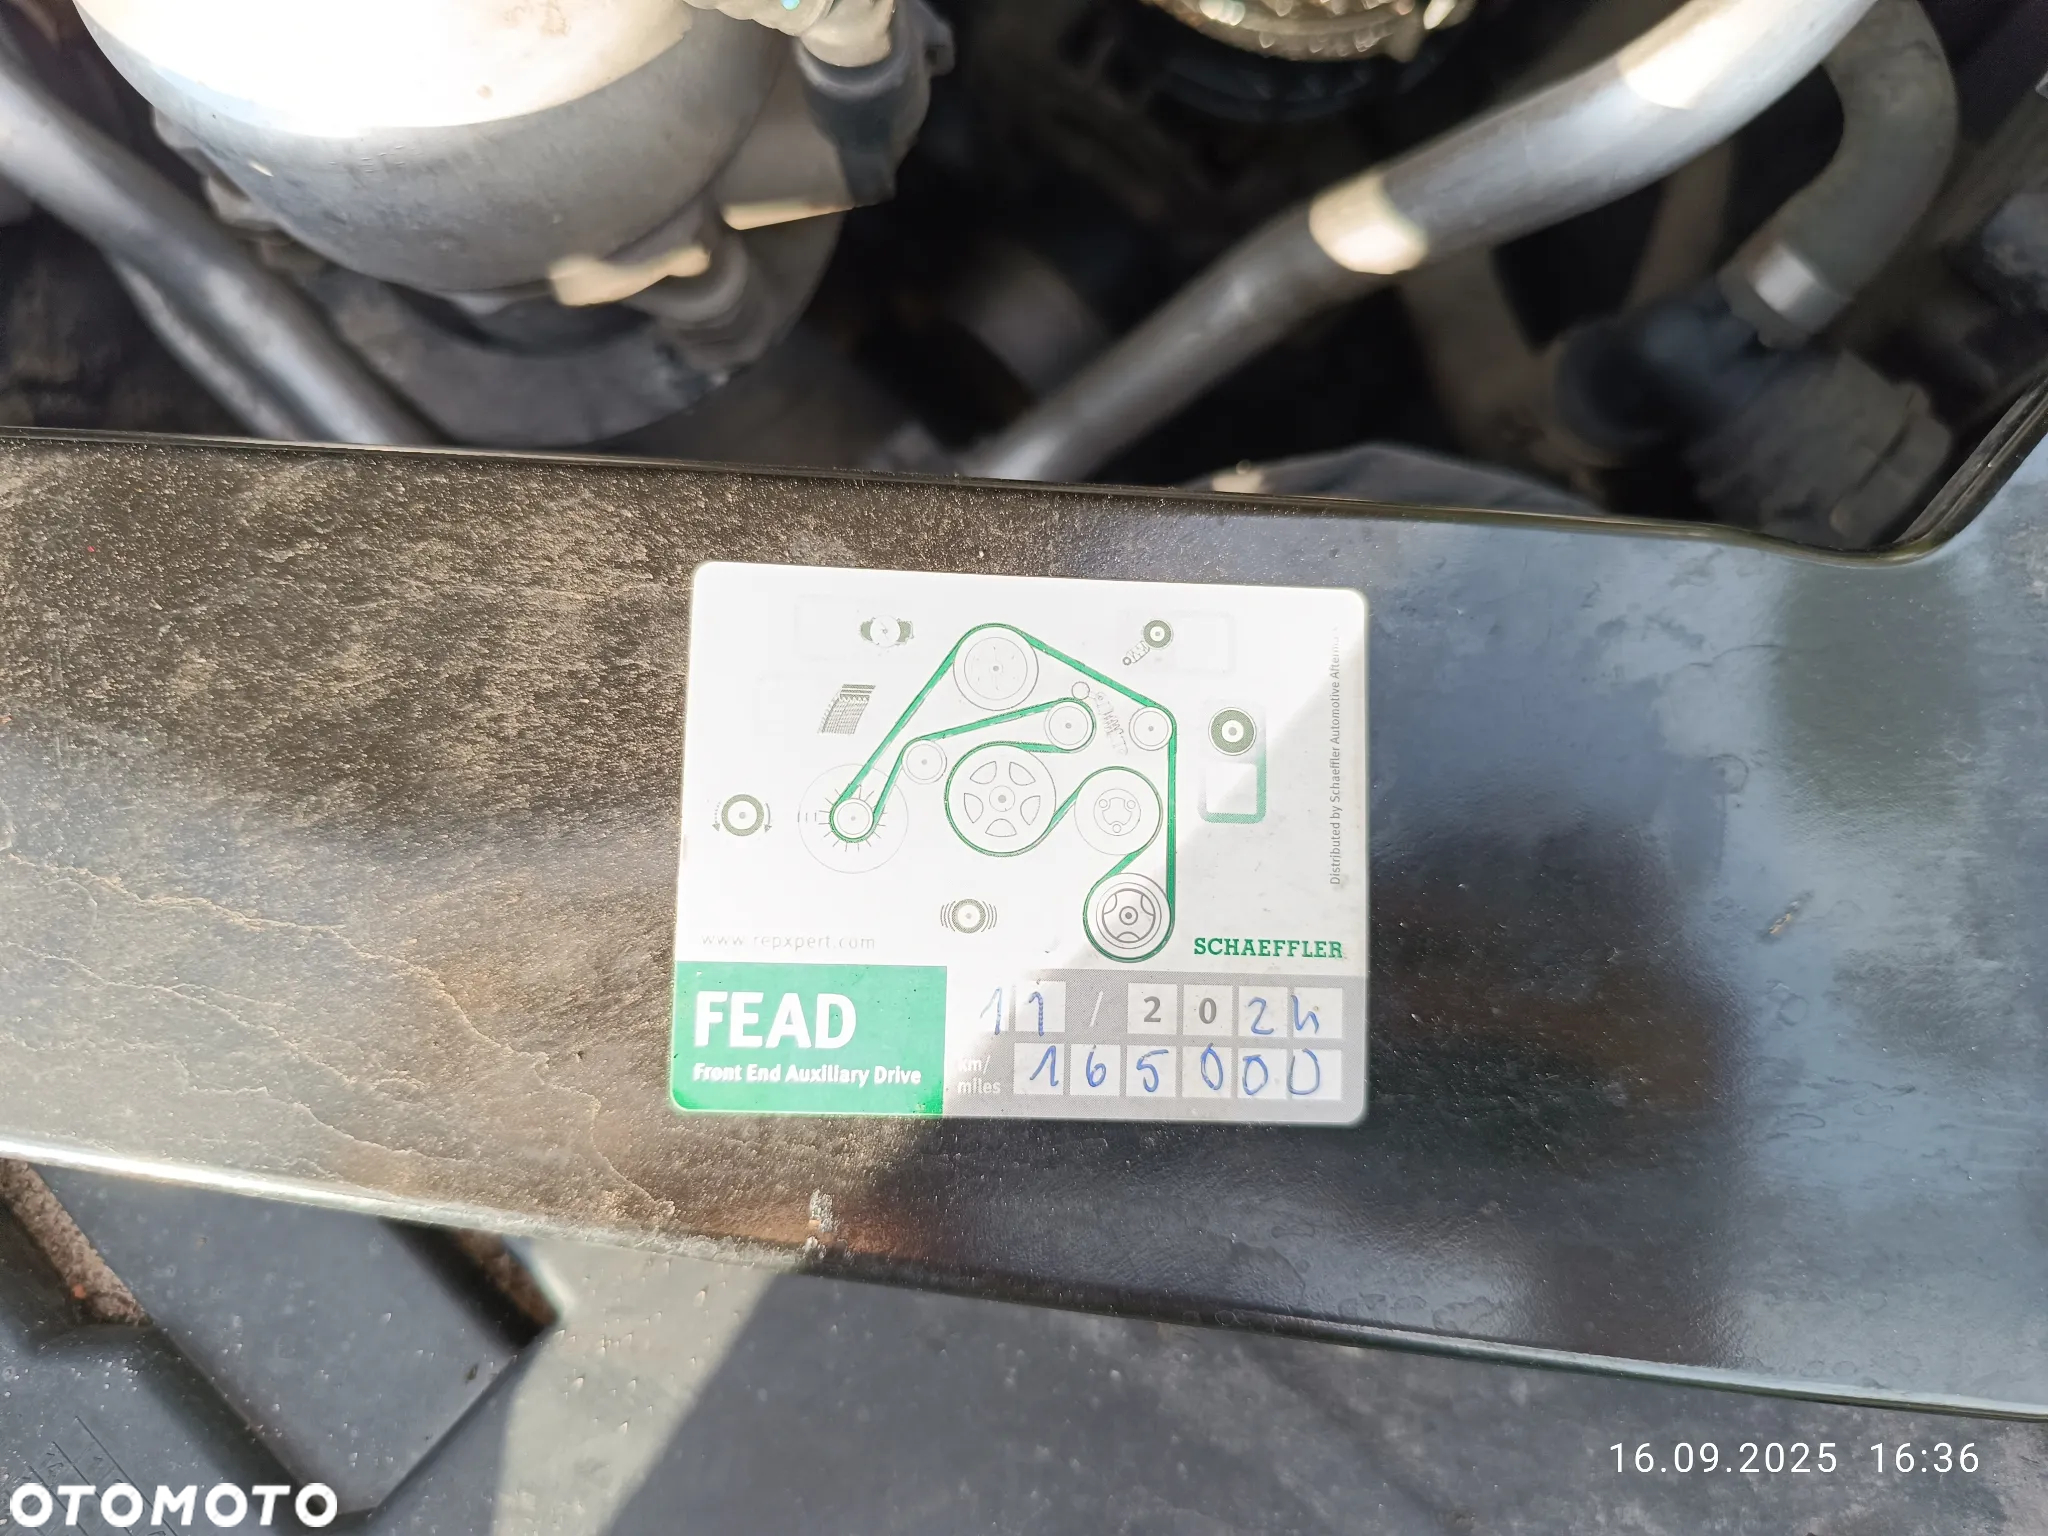 Distributed by Schaeffler Automotive
www.repxpert.com
SCHAEFFLER
FEAD
Front End Auxiliary Drive
11 / 2024
km/
miles
165000
16.09.2025 16:36
OTOMOTO